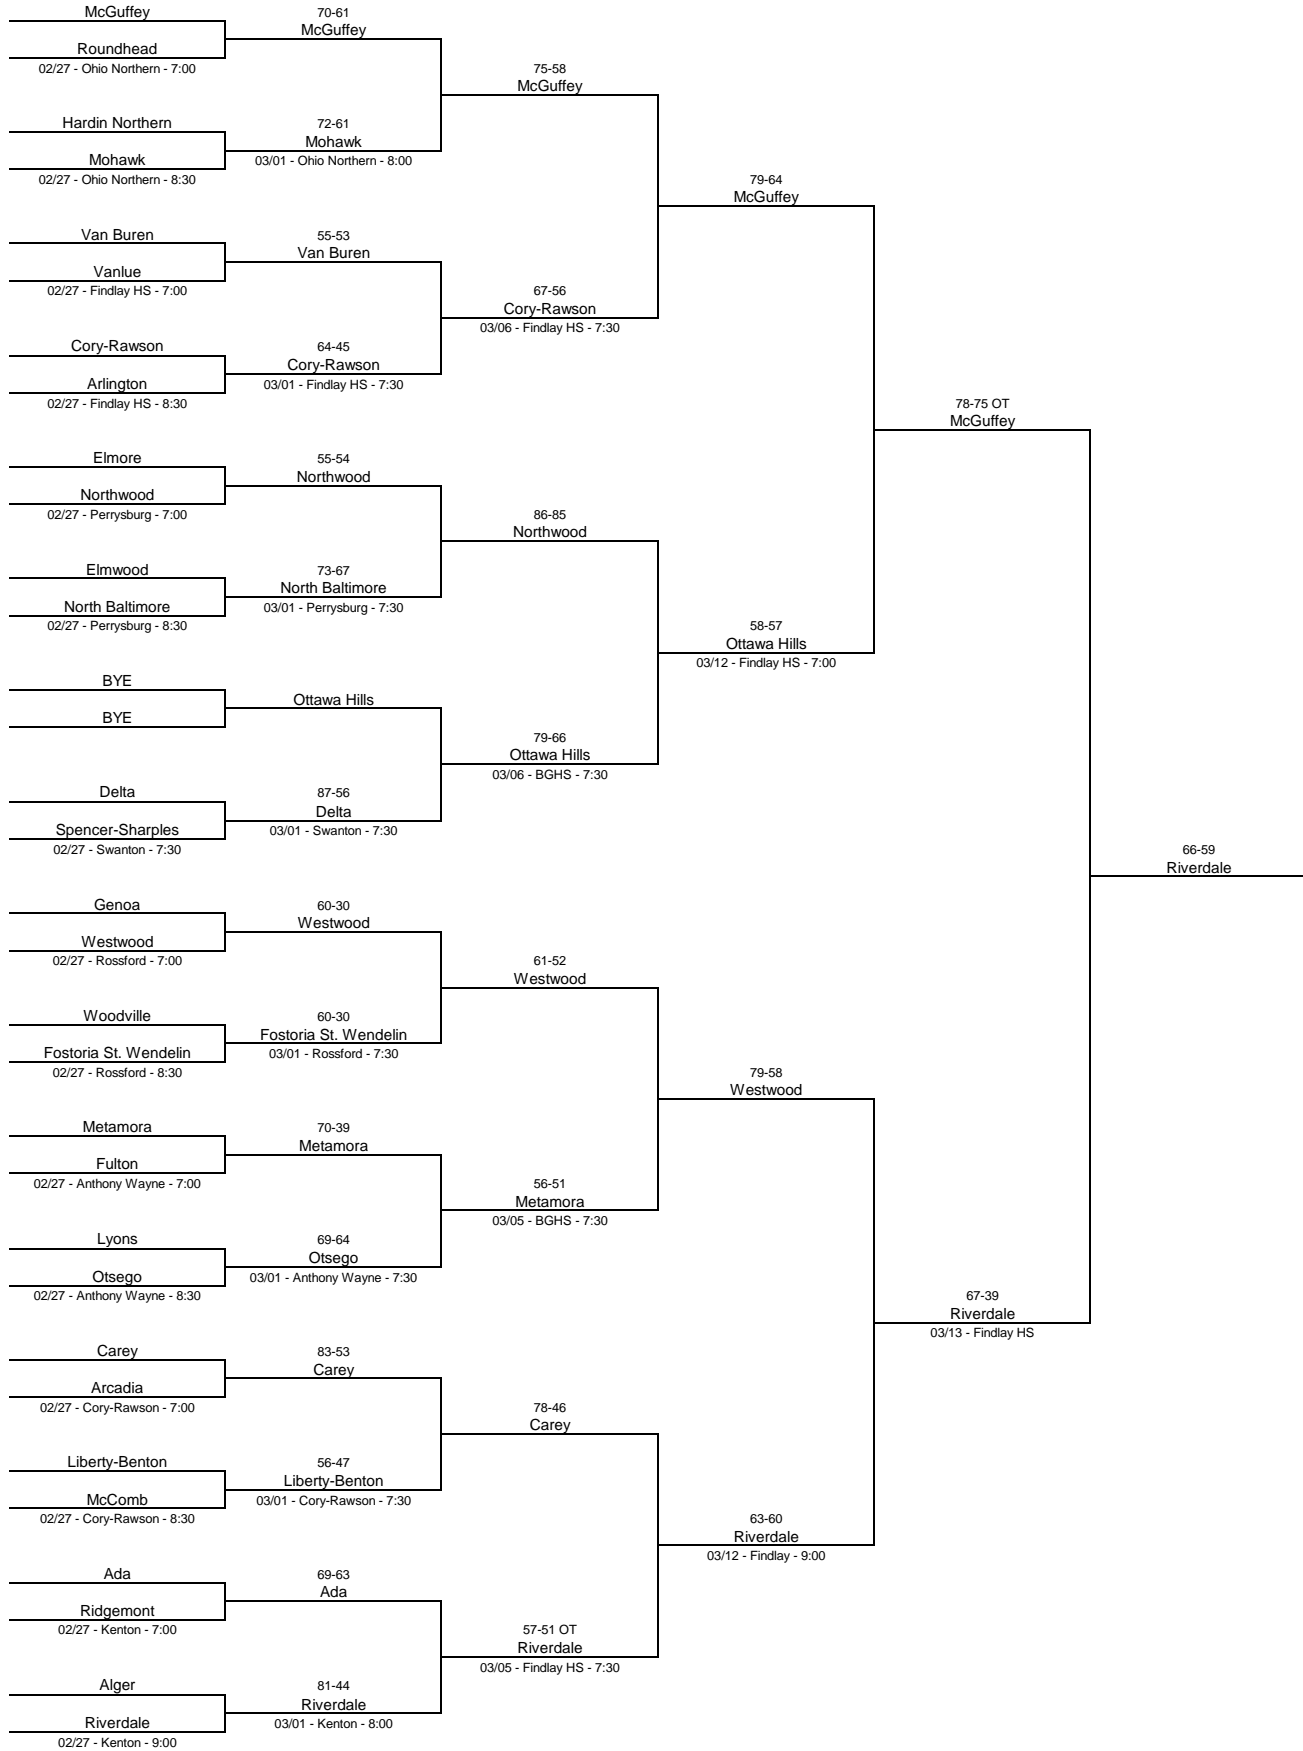 McGuffey
Roundhead
02/27 - Ohio Northern - 7:00
Hardin Northern
Mohawk
02/27 - Ohio Northern - 8:30
Van Buren
Vanlue
02/27 - Findlay HS - 7:00
Cory-Rawson
Arlington
02/27 - Findlay HS - 8:30
Elmore
Northwood
02/27 - Perrysburg - 7:00
Elmwood
North Baltimore
02/27 - Perrysburg - 8:30
BYE
BYE
Delta
Spencer-Sharples
02/27 - Swanton - 7:30
Genoa
Westwood
02/27 - Rossford - 7:00
Woodville
Fostoria St. Wendelin
02/27 - Rossford - 8:30
Metamora
Fulton
02/27 - Anthony Wayne - 7:00
Lyons
Otsego
02/27 - Anthony Wayne - 8:30
Carey
Arcadia
02/27 - Cory-Rawson - 7:00
Liberty-Benton
McComb
02/27 - Cory-Rawson - 8:30
Ada
Ridgemont
02/27 - Kenton - 7:00
Alger
Riverdale
02/27 - Kenton - 9:00
70-61
McGuffey
72-61
Mohawk
03/01 - Ohio Northern - 8:00
55-53
Van Buren
64-45
Cory-Rawson
03/01 - Findlay HS - 7:30
55-54
Northwood
73-67
North Baltimore
03/01 - Perrysburg - 7:30
Ottawa Hills
87-56
Delta
03/01 - Swanton - 7:30
60-30
Westwood
60-30
Fostoria St. Wendelin
03/01 - Rossford - 7:30
70-39
Metamora
69-64
Otsego
03/01 - Anthony Wayne - 7:30
83-53
Carey
56-47
Liberty-Benton
03/01 - Cory-Rawson - 7:30
69-63
Ada
81-44
Riverdale
03/01 - Kenton - 8:00
75-58
McGuffey
67-56
Cory-Rawson
03/06 - Findlay HS - 7:30
86-85
Northwood
79-66
Ottawa Hills
03/06 - BGHS - 7:30
61-52
Westwood
56-51
Metamora
03/05 - BGHS - 7:30
78-46
Carey
57-51 OT
Riverdale
03/05 - Findlay HS - 7:30
79-64
McGuffey
58-57
Ottawa Hills
03/12 - Findlay HS - 7:00
79-58
Westwood
63-60
Riverdale
03/12 - Findlay - 9:00
78-75 OT
McGuffey
67-39
Riverdale
03/13 - Findlay HS
66-59
Riverdale